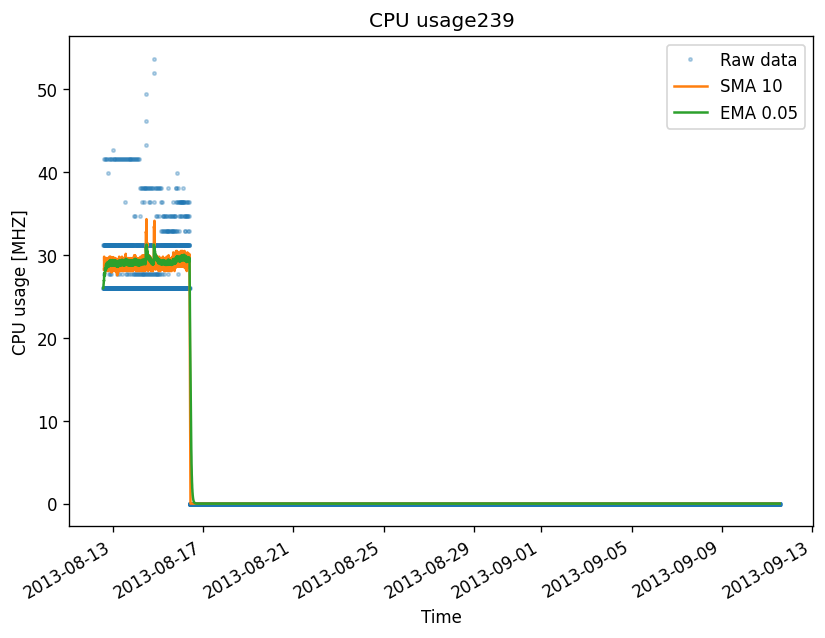 CPU usage239
Raw data
SMA 10
EMA 0.05
CPU usage [MHZ]
50
40
30
20
10
0
2013-08-13
2013-08-17
2013-08-21
2013-08-25
2013-08-29
2013-09-01
2013-09-05
2013-09-09
2013-09-13
Time